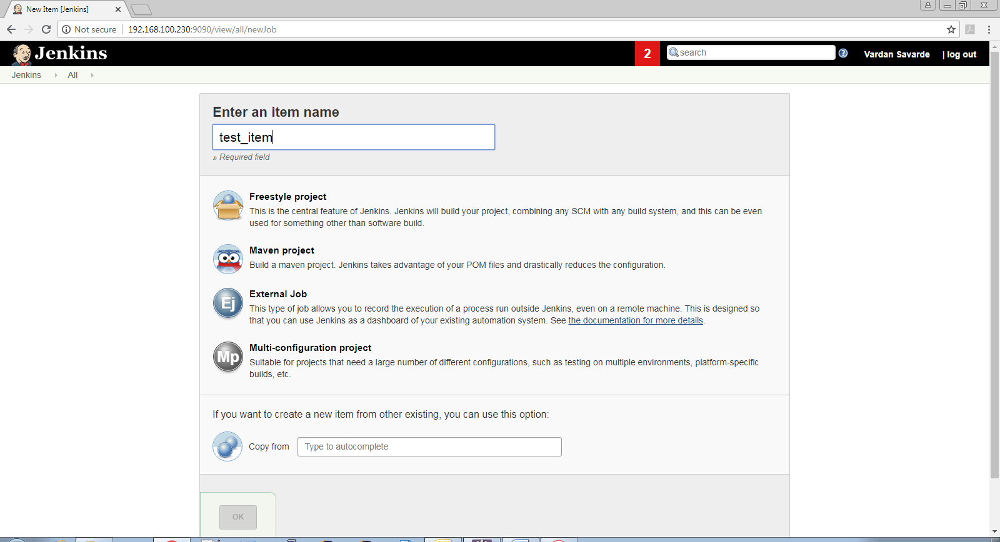 New Item [Jenkins]
Not secure 192.168.100.230:9090/view/all/newJob
Jenkins
2
search
Vardan Savarde | log out
Jenkins All
Enter an item name
test_item
» Required field
Freestyle project
This is the central feature of Jenkins. Jenkins will build your project, combining any SCM with any build system, and this can be even
used for something other than software build.
Maven project
Build a maven project. Jenkins takes advantage of your POM files and drastically reduces the configuration.
Ej
External Job
This type of job allows you to record the execution of a process run outside Jenkins, even on a remote machine. This is designed so
that you can use Jenkins as a dashboard of your existing automation system. See the documentation for more details.
Mp
Multi-configuration project
Suitable for projects that need a large number of different configurations, such as testing on multiple environments, platform-specific
builds, etc.
If you want to create a new item from other existing, you can use this option:
Copy from Type to autocomplete
OK